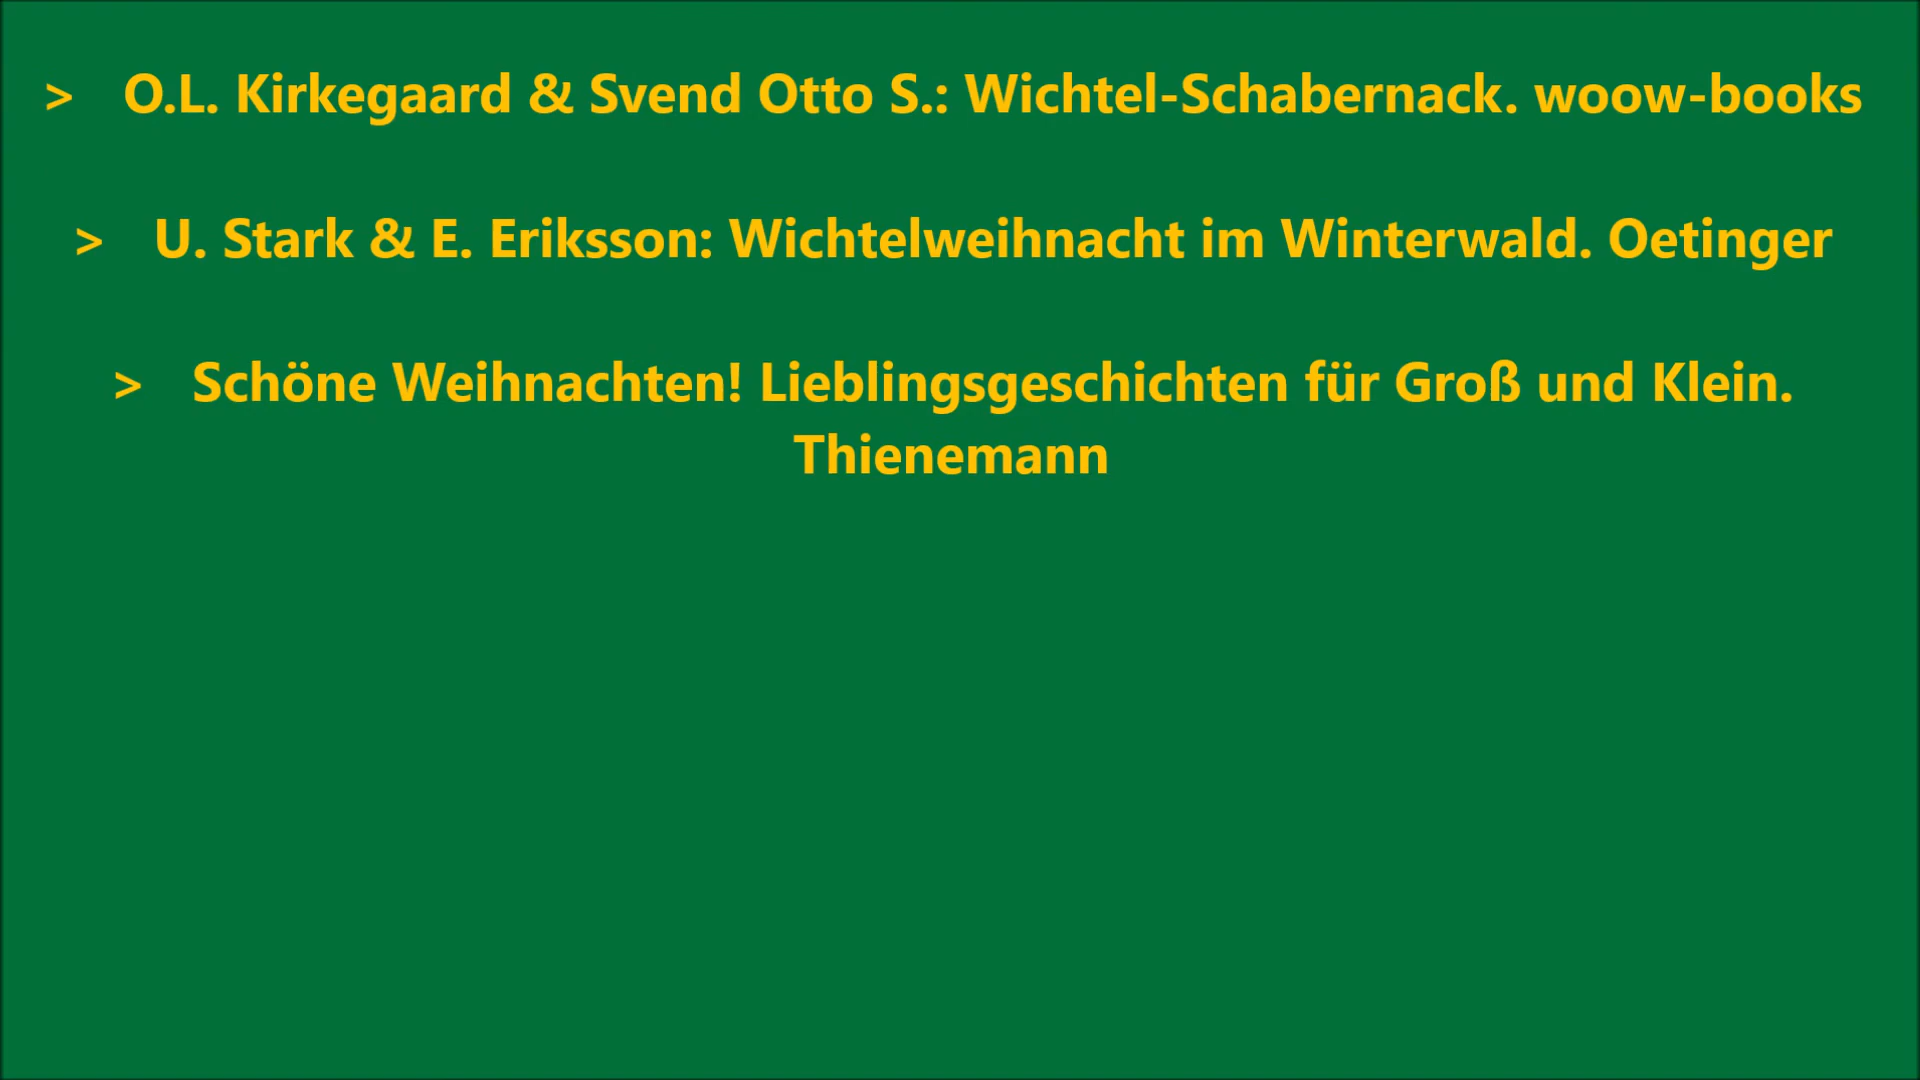 > O.L. Kirkegaard & Svend Otto S.: Wichtel-Schabernack. woow-books
> U. Stark & E. Eriksson: Wichtelweihnacht im Winterwald. Oetinger
> Schöne Weihnachten! Lieblingsgeschichten für Groß und Klein.
Thienemann